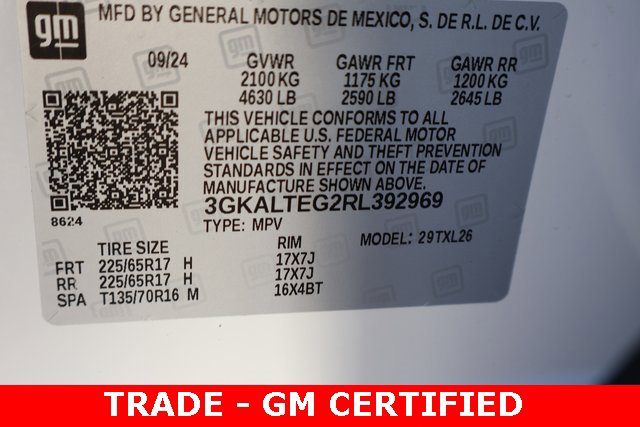 gm
MFD BY GENERAL MOTORS DE MEXICO, S. DE R.L. DE C.V.
09/24 GVWR GAWR FRT GAWR RR
2100 KG 1175 KG 1200 KG
4630 LB 2590 LB 2645 LB
THIS VEHICLE CONFORMS TO ALL
APPLICABLE U.S. FEDERAL MOTOR
VEHICLE SAFETY AND THEFT PREVENTION
STANDARDS IN EFFECT ON THE DATE OF
MANUFACTURE SHOWN ABOVE.
8624
3GKALTEG2RL392969
TYPE: MPV MODEL: 29TXL26
TIRE SIZE RIM
FRT 225/65R17 H 17X7J
RR 225/65R17 H 17X7J
SPA T135/70R16 M 16X4BT
TRADE - GM CERTIFIED